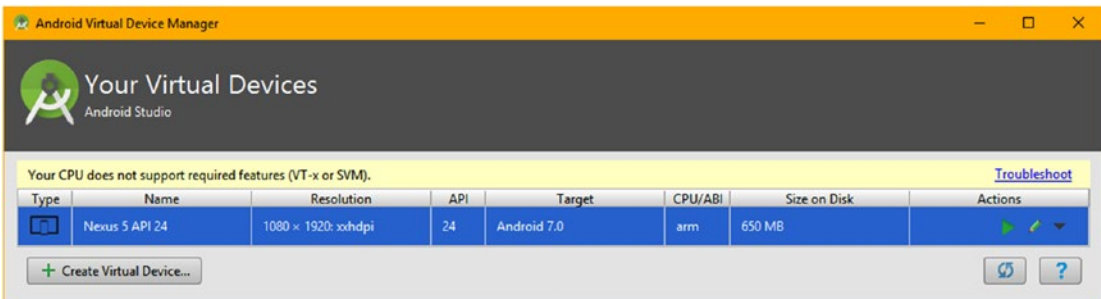 Android Virtual Device Manager
Your Virtual Devices
Android Studio
Your CPU does not support required features (VT-x or SVM). Troubleshoot
Type Name Resolution API Target CPU/ABI Size on Disk Actions
Nexus 5 API 24 1080 × 1920: xxhdpi 24 Android 7.0 arm 650 MB
+ Create Virtual Device... ?